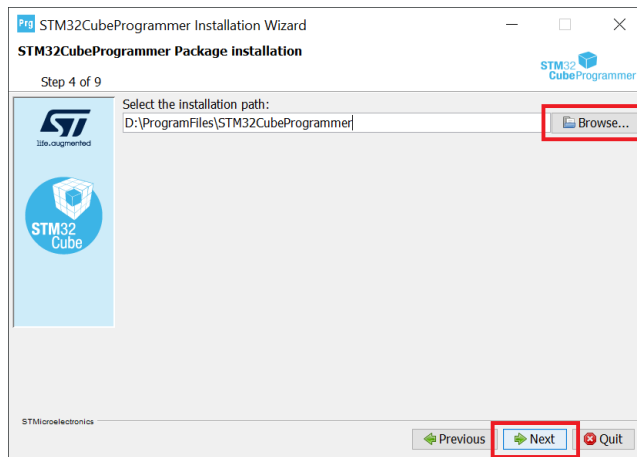 Prg STM32CubeProgrammer Installation Wizard
STM32CubeProgrammer Package installation
Step 4 of 9
STM32
CubeProgrammer
life.augmented
STM32
Cube
Select the installation path:
D:\ProgramFiles\STM32CubeProgrammer
Browse...
STMicroelectronics
Previous
Next
Quit